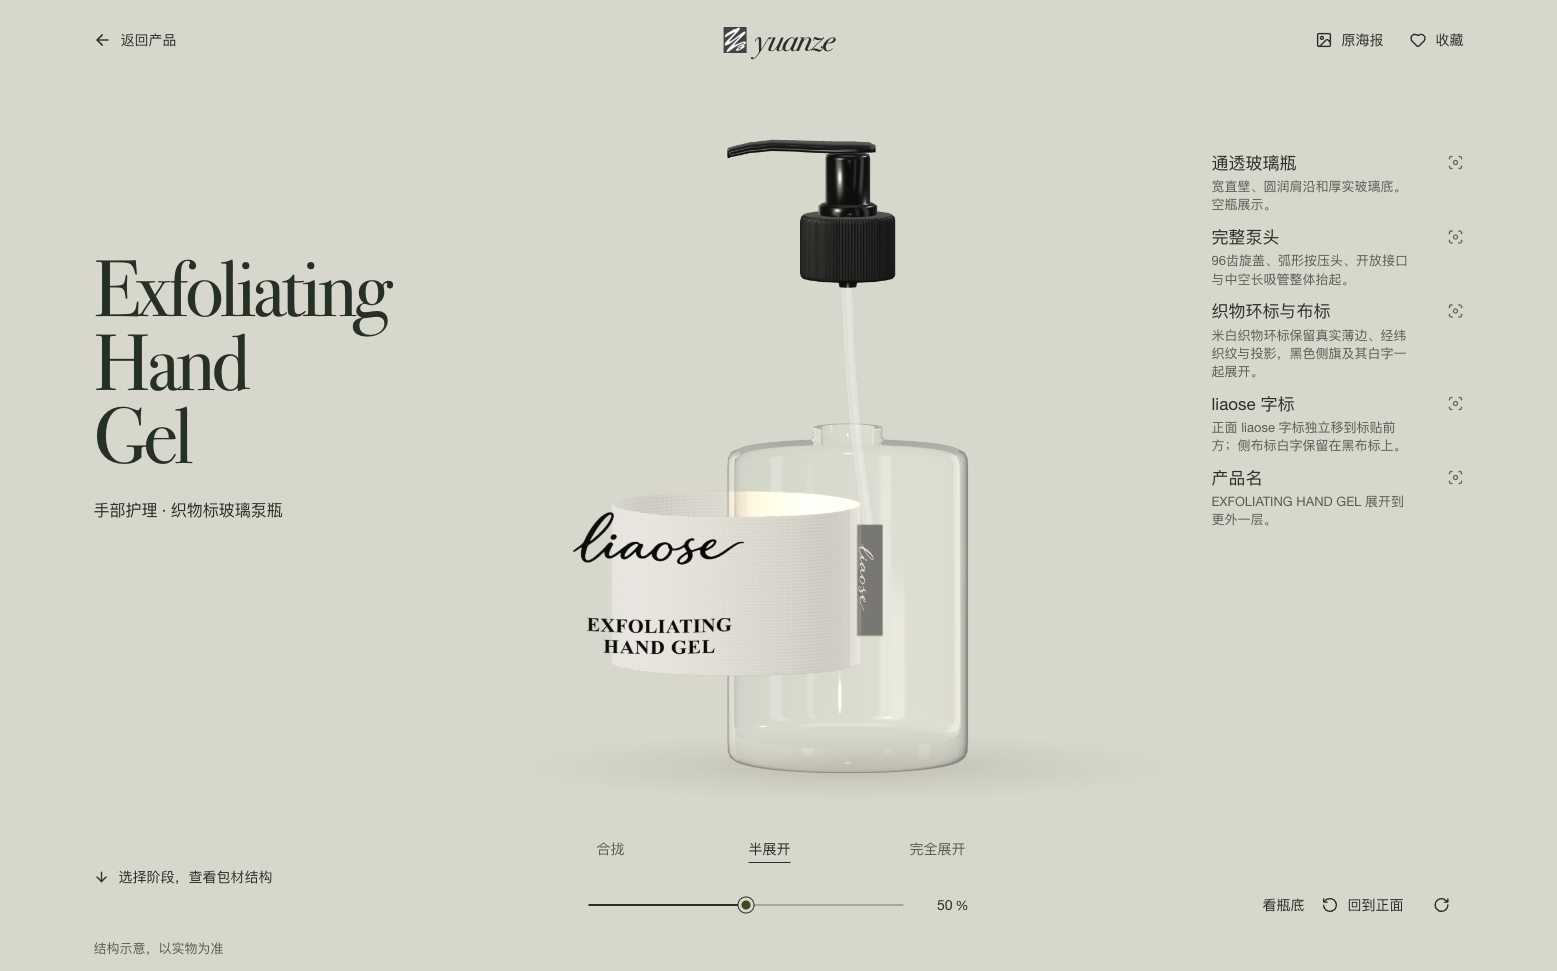 返回产品
yuanze
原海报
收藏
Exfoliating
Hand
Gel
手部护理 · 织物标玻璃泵瓶
通透玻璃瓶
宽直壁、圆润肩沿和厚实玻璃底。
空瓶展示。
完整泵头
96齿旋盖、弧形按压头、开放接口
与中空长吸管整体抬起。
织物环标与布标
米白织物环标保留真实薄边、经纬
织纹与投影，黑色侧旗及其白字一
起展开。
liaose 字标
正面 liaose 字标独立移到标贴前
方；侧布标白字保留在黑布标上。
产品名
EXFOLIATING HAND GEL 展开到
更外一层。
liaose
EXFOLIATING
HAND GEL
liaose
合拢
半展开
完全展开
50 %
选择阶段，查看包材结构
看瓶底
回到正面
结构示意，以实物为准